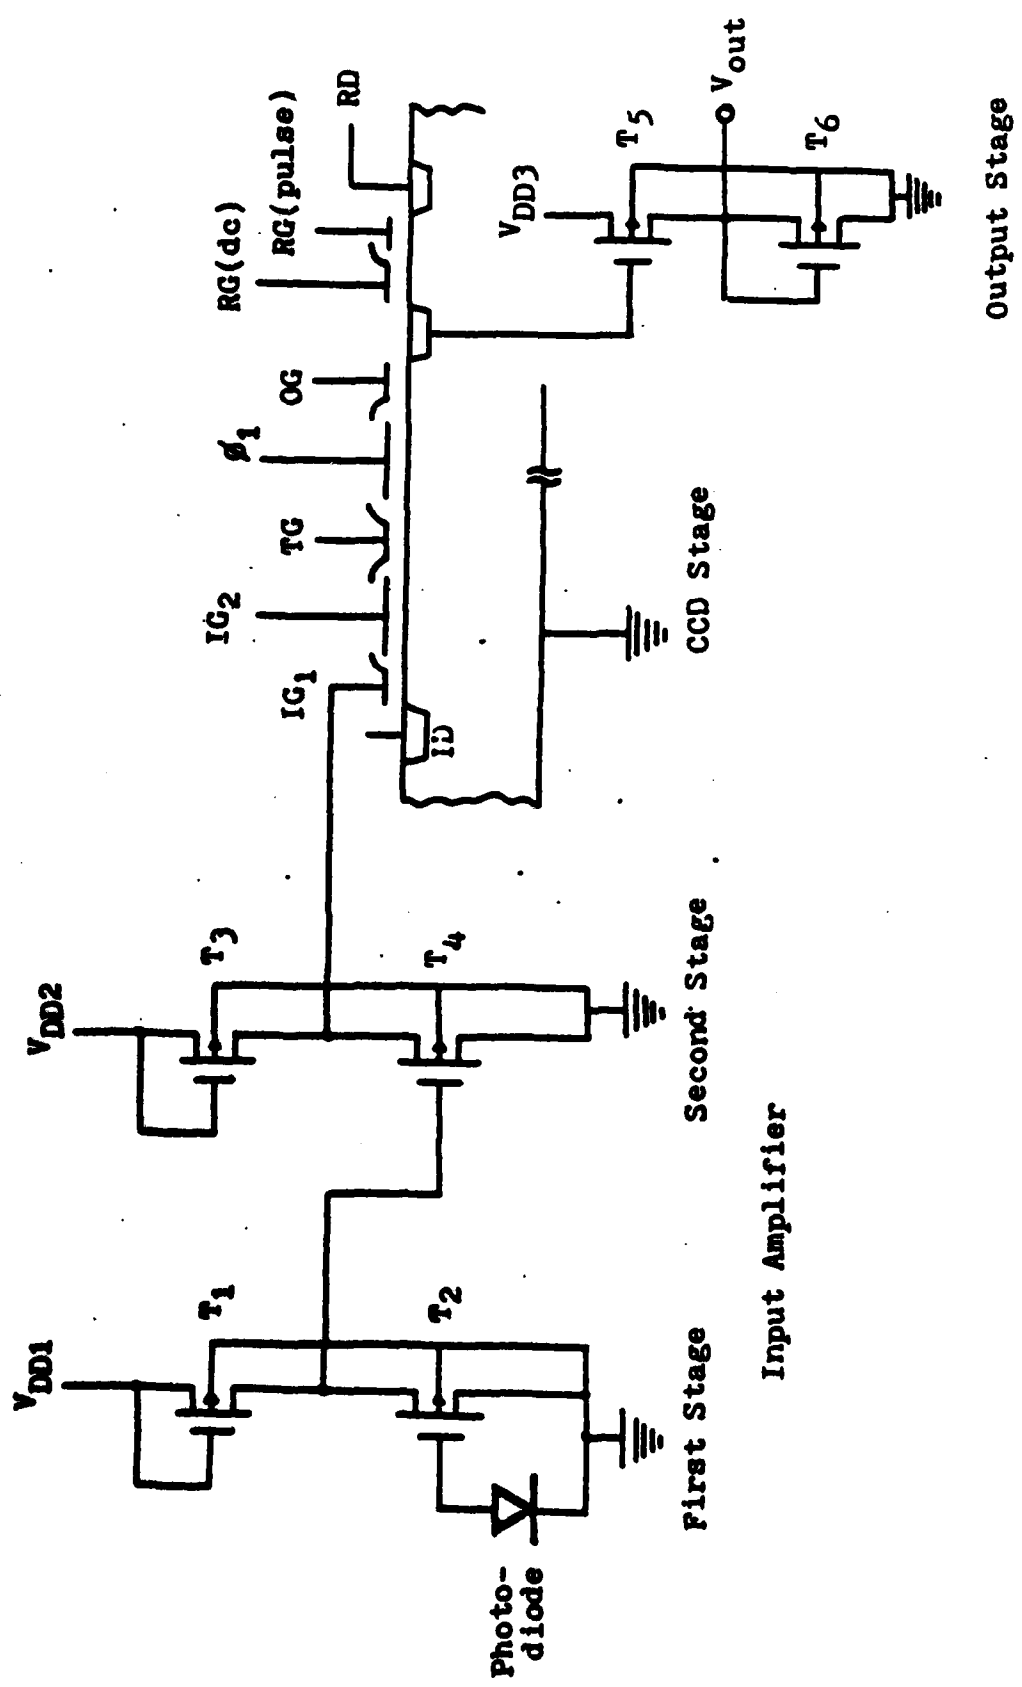 V_DD1
T_1
T_2
Photo-
diode
First Stage
V_DD2
T_3
T_4
Second Stage
Input Amplifier
ID
IG_1
IG_2
TG
Ø_1
OG
RG(dc)
RG(pulse)
RD
CCD Stage
V_DD3
T_5
V_out
T_6
Output Stage